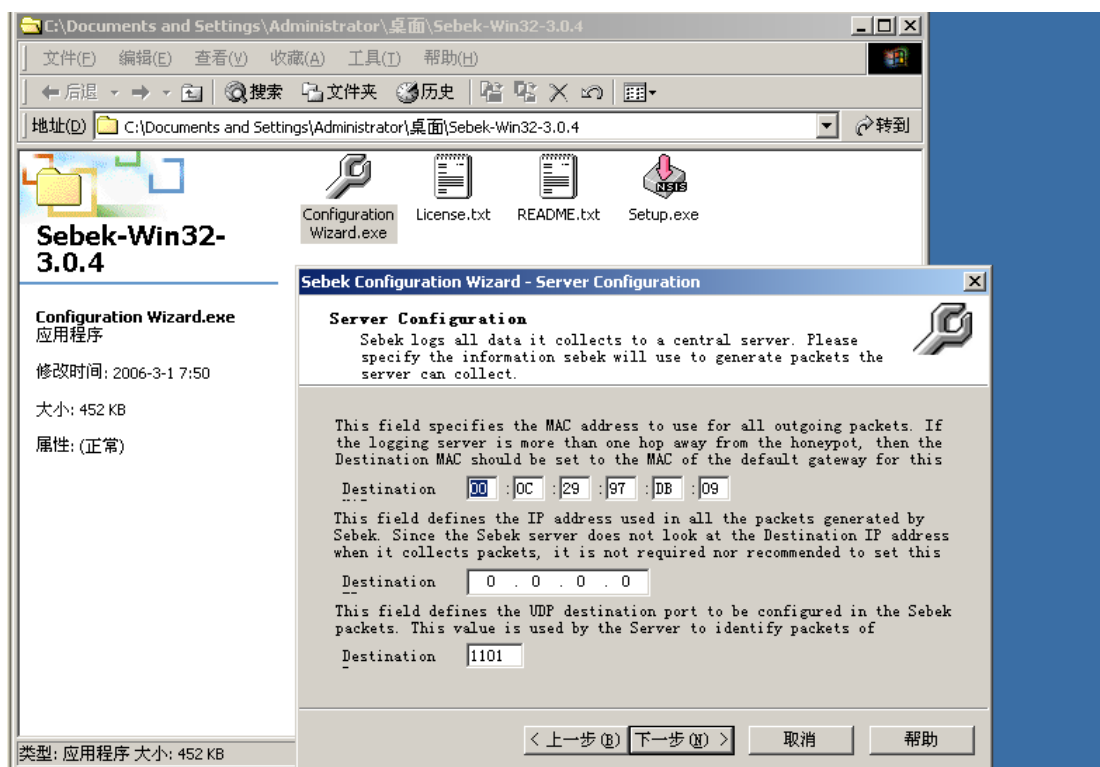 C:\Documents and Settings\Administrator\桌面\Sebek-Win32-3.0.4
文件(F) 编辑(E) 查看(V) 收藏(A) 工具(T) 帮助(H)
后退 搜索 文件夹 历史
地址(D) C:\Documents and Settings\Administrator\桌面\Sebek-Win32-3.0.4 转到
Configuration Wizard.exe
License.txt
README.txt
NSIS
Setup.exe
Sebek-Win32-
3.0.4
Configuration Wizard.exe
应用程序
修改时间: 2006-3-1 7:50
大小: 452 KB
属性: (正常)
Sebek Configuration Wizard - Server Configuration
Server Configuratio
Sebek logs all data it collects to a central server. Please
specify the information sebek will use to generate packets the
server can collect.
This field specifies the MAC address to use for all outgoing packets. If
the logging server is more than one hop away from the honeypot, then the
Destination MAC should be set to the MAC of the default gateway for this
Destination 00 :0C :29 :97 :DB :09
This field defines the IP address used in all the packets generated by
Sebek. Since the Sebek server does not look at the Destination IP address
when it collects packets, it is not required nor recommended to set this
Destination 0 . 0 . 0 . 0
This field defines the UDP destination port to be configured in the Sebek
packets. This value is used by the Server to identify packets of
Destination 1101
< 上一步(B) 下一步(N) > 取消 帮助
类型: 应用程序 大小: 452 KB